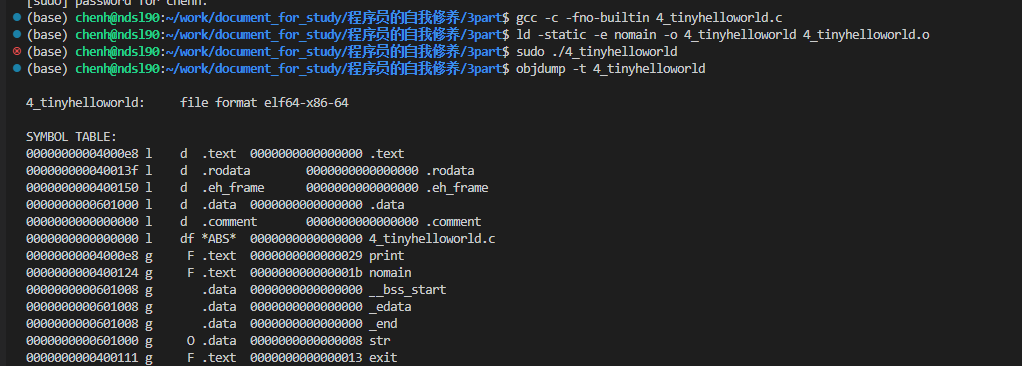 [sudo] password for chenh:
(base) chenh@ndsl90:~/work/document_for_study/程序员的自我修养/3part$ gcc -c -fno-builtin 4_tinyhelloworld.c
(base) chenh@ndsl90:~/work/document_for_study/程序员的自我修养/3part$ ld -static -e nomain -o 4_tinyhelloworld 4_tinyhelloworld.o
(base) chenh@ndsl90:~/work/document_for_study/程序员的自我修养/3part$ sudo ./4_tinyhelloworld
(base) chenh@ndsl90:~/work/document_for_study/程序员的自我修养/3part$ objdump -t 4_tinyhelloworld
4_tinyhelloworld:     file format elf64-x86-64
SYMBOL TABLE:
00000000004000e8 l    d  .text  0000000000000000 .text
000000000040013f l    d  .rodata        0000000000000000 .rodata
0000000000400150 l    d  .eh_frame      0000000000000000 .eh_frame
0000000000601000 l    d  .data  0000000000000000 .data
0000000000000000 l    d  .comment       0000000000000000 .comment
0000000000000000 l    df *ABS*  0000000000000000 4_tinyhelloworld.c
00000000004000e8 g     F .text  0000000000000029 print
0000000000400124 g     F .text  000000000000001b nomain
0000000000601008 g       .data  0000000000000000 __bss_start
0000000000601008 g       .data  0000000000000000 _edata
0000000000601008 g       .data  0000000000000000 _end
0000000000601000 g     O .data  0000000000000008 str
0000000000400111 g     F .text  0000000000000013 exit